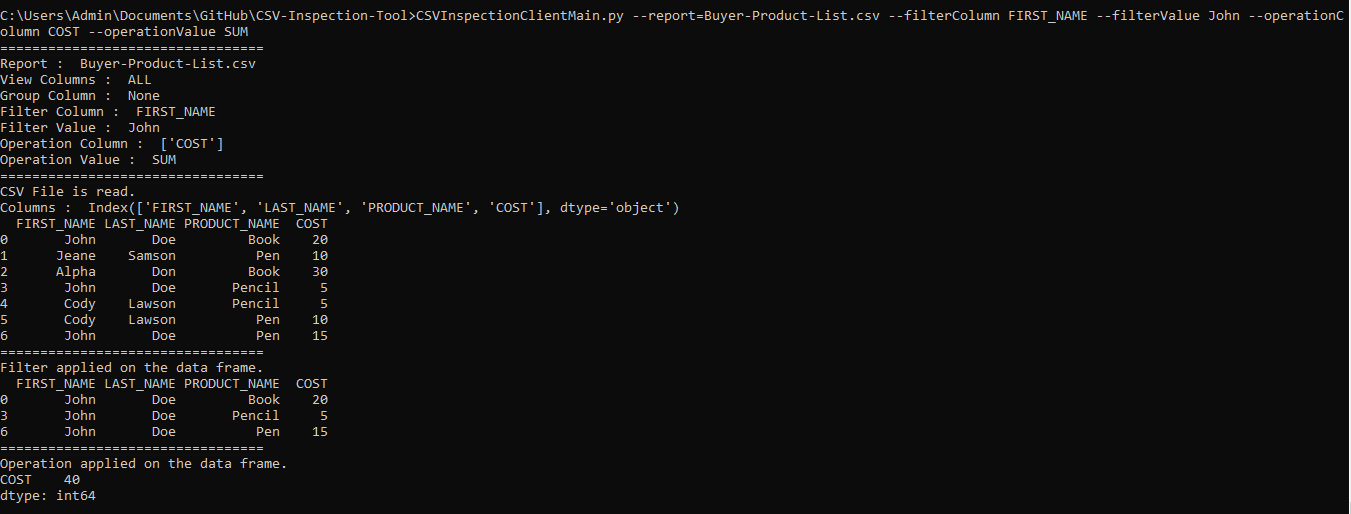 C:\Users\Admin\Documents\GitHub\CSV-Inspection-Tool>CSVInspectionClientMain.py --report=Buyer-Product-List.csv --filterColumn FIRST_NAME --filterValue John --operationC
olumn COST --operationValue SUM
=================================
Report :  Buyer-Product-List.csv
View Columns :  ALL
Group Column :  None
Filter Column :  FIRST_NAME
Filter Value :  John
Operation Column :  ['COST']
Operation Value :  SUM
=================================
CSV File is read.
Columns :  Index(['FIRST_NAME', 'LAST_NAME', 'PRODUCT_NAME', 'COST'], dtype='object')
  FIRST_NAME LAST_NAME PRODUCT_NAME  COST
0       John       Doe         Book    20
1      Jeane    Samson          Pen    10
2      Alpha       Don         Book    30
3       John       Doe       Pencil     5
4       Cody    Lawson       Pencil     5
5       Cody    Lawson          Pen    10
6       John       Doe          Pen    15
=================================
Filter applied on the data frame.
  FIRST_NAME LAST_NAME PRODUCT_NAME  COST
0       John       Doe         Book    20
3       John       Doe       Pencil     5
6       John       Doe          Pen    15
=================================
Operation applied on the data frame.
COST    40
dtype: int64